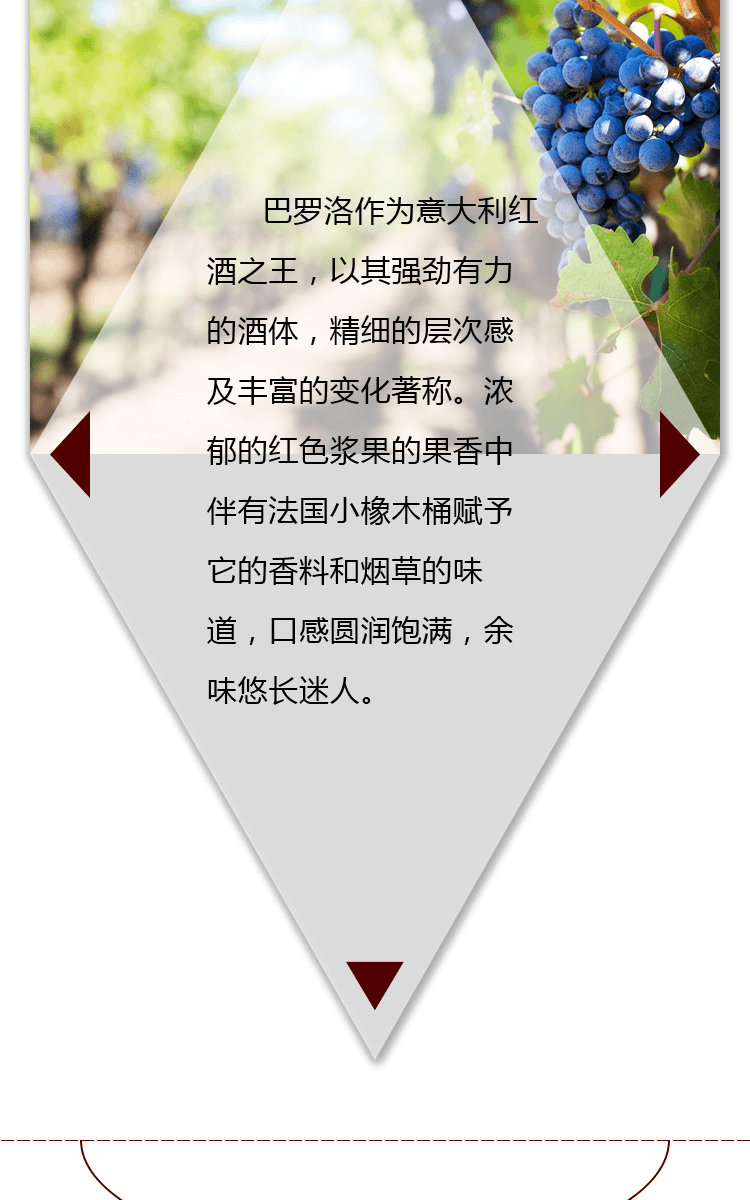 巴罗洛作为意大利红
酒之王，以其强劲有力
的酒体，精细的层次感
及丰富的变化著称。浓
郁的红色浆果的果香中
伴有法国小橡木桶赋予
它的香料和烟草的味
道，口感圆润饱满，余
味悠长迷人。